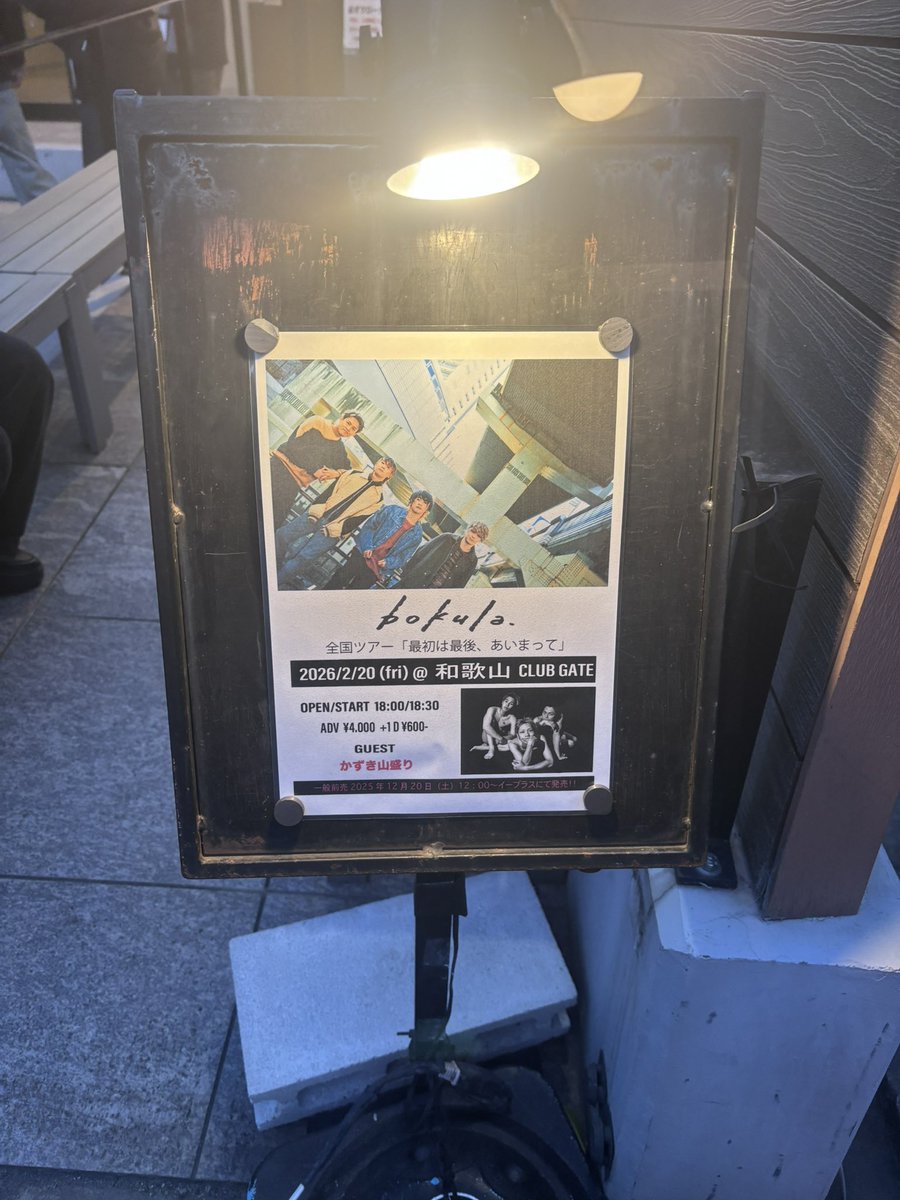 bokula.
全国ツアー「最初は最後、あいまって」
2026/2/20 (fri) @ 和歌山 CLUB GATE
OPEN/START 18:00/18:30
ADV ¥4.000 +1D ¥600-
GUEST
かずき山盛り
一般前売 2025年12月20日（土）12：00〜イープラスにて発売!!